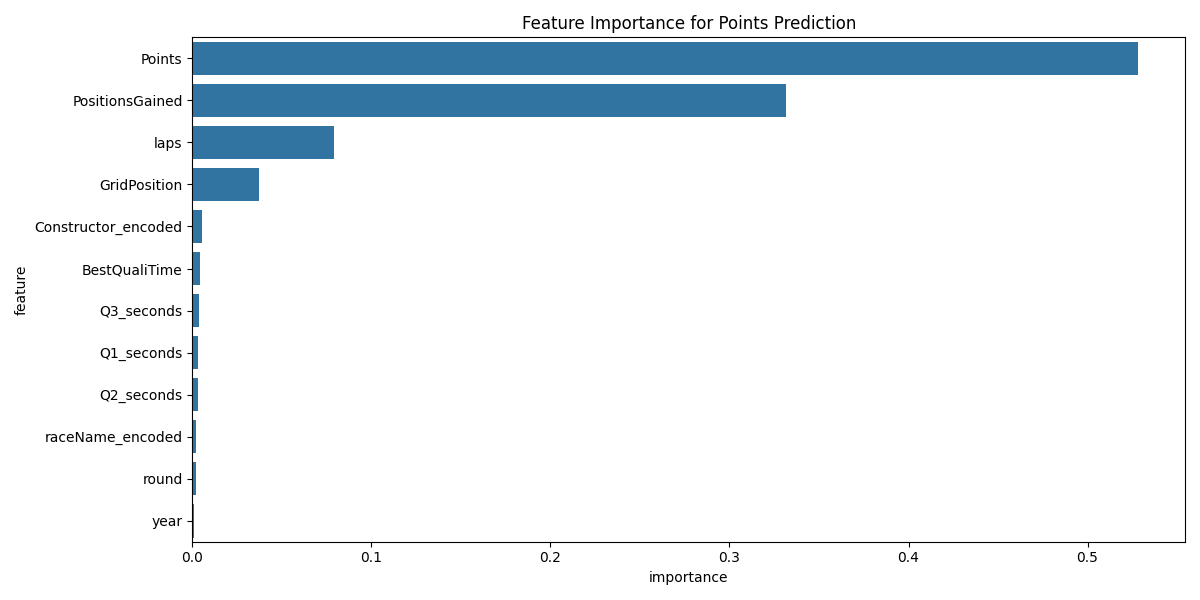 Feature Importance for Points Prediction
Points
PositionsGained
laps
GridPosition
Constructor_encoded
BestQualiTime
Q3_seconds
Q1_seconds
Q2_seconds
raceName_encoded
round
year
feature
0.0 0.1 0.2 0.3 0.4 0.5
importance